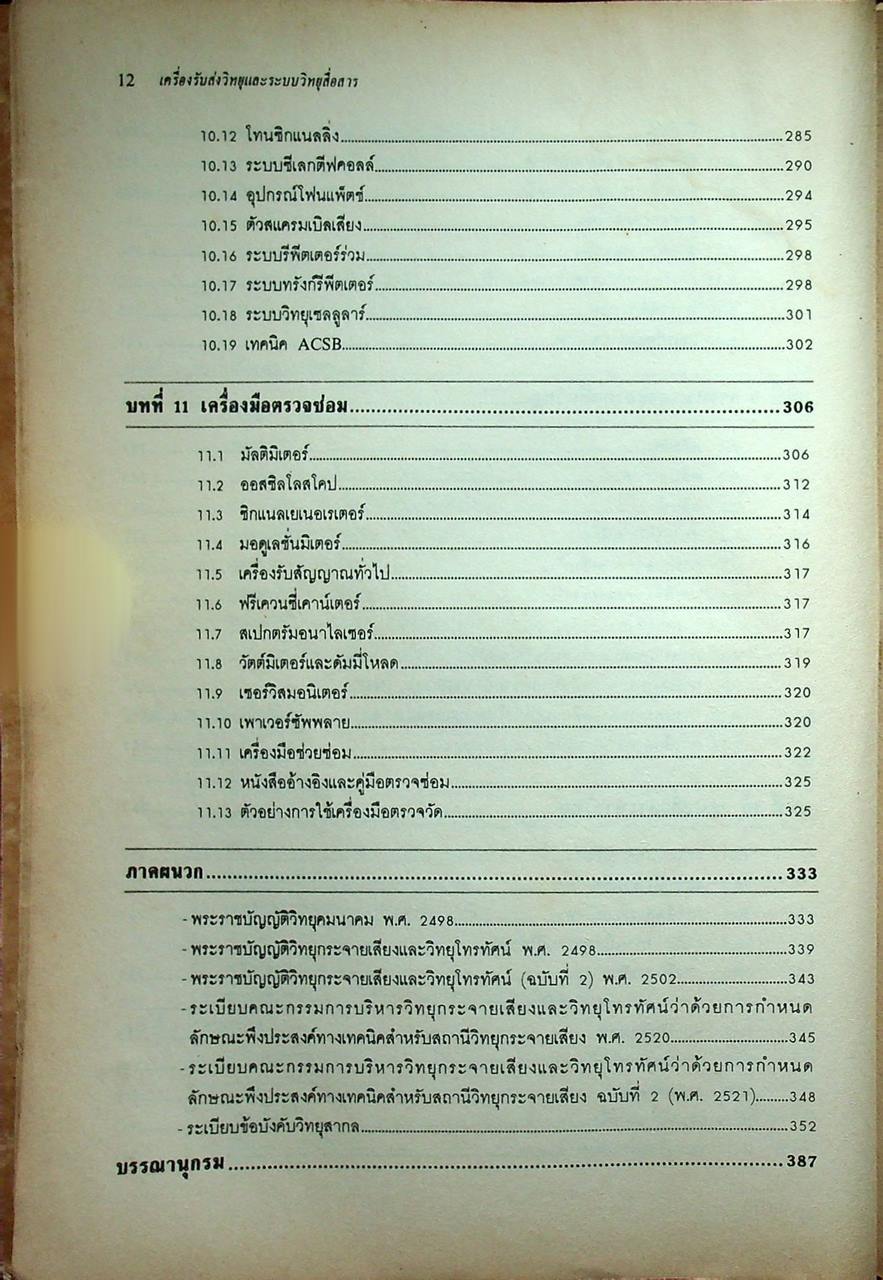 12 เครื่องรับส่งวิทยุและระบบวิทยุสื่อสาร
10.12 โทนซิกแนลลิ่ง 285
10.13 ระบบซีเลกตีฟคอลล์ 290
10.14 อุปกรณ์โฟนแพ็ตช์ 294
10.15 ตัวสแครมเบิลเสียง 295
10.16 ระบบรีพีตเตอร์ร่วม 298
10.17 ระบบทรังก์รีพีตเตอร์ 298
10.18 ระบบวิทยุเซลลูลาร์ 301
10.19 เทคนิค ACSB 302
บทที่ 11 เครื่องมือตรวจซ่อม 306
11.1 มัลติมิเตอร์ 306
11.2 ออสซิลโลสโคป 312
11.3 ซิกแนลเยเนอเรเตอร์ 314
11.4 มอดูเลชั่นมิเตอร์ 316
11.5 เครื่องรับสัญญาณทั่วไป 317
11.6 ฟรีเควนซี่เคาน์เตอร์ 317
11.7 สเปกตรัมอนาไลเซอร์ 317
11.8 วัตต์มิเตอร์และดัมมี่โหลด 319
11.9 เซอร์วิสมอนิเตอร์ 320
11.10 เพาเวอร์ซัพพลาย 320
11.11 เครื่องมือช่วยซ่อม 322
11.12 หนังสืออ้างอิงและคู่มือตรวจซ่อม 325
11.13 ตัวอย่างการใช้เครื่องมือตรวจวัด 325
ภาคผนวก 333
-พระราชบัญญัติวิทยุคมนาคม พ.ศ. 2498 333
-พระราชบัญญัติวิทยุกระจายเสียงและวิทยุโทรทัศน์ พ.ศ. 2498 339
-พระราชบัญญัติวิทยุกระจายเสียงและวิทยุโทรทัศน์ (ฉบับที่ 2) พ.ศ. 2502 343
-ระเบียบคณะกรรมการบริหารวิทยุกระจายเสียงและวิทยุโทรทัศน์ว่าด้วยการกำหนด
ลักษณะพึงประสงค์ทางเทคนิคสำหรับสถานีวิทยุกระจายเสียง พ.ศ. 2520 345
-ระเบียบคณะกรรมการบริหารวิทยุกระจายเสียงและวิทยุโทรทัศน์ว่าด้วยการกำหนด
ลักษณะพึงประสงค์ทางเทคนิคสำหรับสถานีวิทยุกระจายเสียง ฉบับที่ 2 (พ.ศ. 2521) 348
-ระเบียบข้อบังคับวิทยุสากล 352
บรรณานุกรม 387